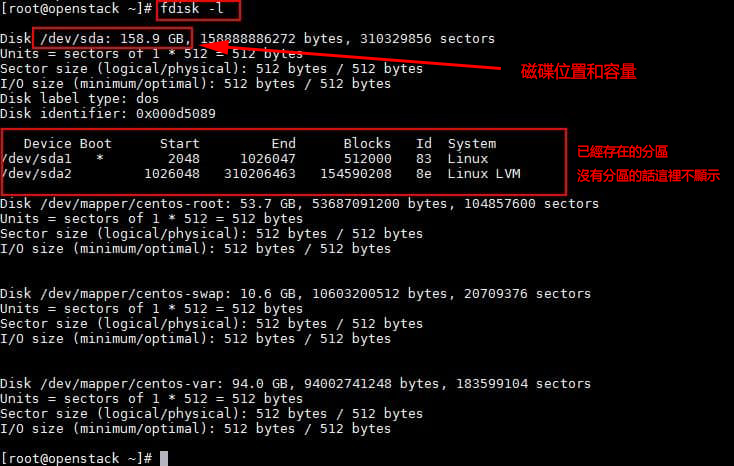 [root@openstack ~]# fdisk -l
Disk /dev/sda: 158.9 GB, 158888886272 bytes, 310329856 sectors
Units = sectors of 1 * 512 = 512 bytes
Sector size (logical/physical): 512 bytes / 512 bytes
磁碟位置和容量
I/O size (minimum/optimal): 512 bytes / 512 bytes
Disk label type: dos
Disk identifier: 0x000d5089
Device Boot Start End Blocks Id System
/dev/sda1 * 2048 1026047 512000 83 Linux
已經存在的分區
/dev/sda2 1026048 310206463 154590208 8e Linux LVM
沒有分區的話這裡不顯示
Disk /dev/mapper/centos-root: 53.7 GB, 53687091200 bytes, 104857600 sectors
Units = sectors of 1 * 512 = 512 bytes
Sector size (logical/physical): 512 bytes / 512 bytes
I/O size (minimum/optimal): 512 bytes / 512 bytes
Disk /dev/mapper/centos-swap: 10.6 GB, 10603200512 bytes, 20709376 sectors
Units = sectors of 1 * 512 = 512 bytes
Sector size (logical/physical): 512 bytes / 512 bytes
I/O size (minimum/optimal): 512 bytes / 512 bytes
Disk /dev/mapper/centos-var: 94.0 GB, 94002741248 bytes, 183599104 sectors
Units = sectors of 1 * 512 = 512 bytes
Sector size (logical/physical): 512 bytes / 512 bytes
I/O size (minimum/optimal): 512 bytes / 512 bytes
[root@openstack ~]#